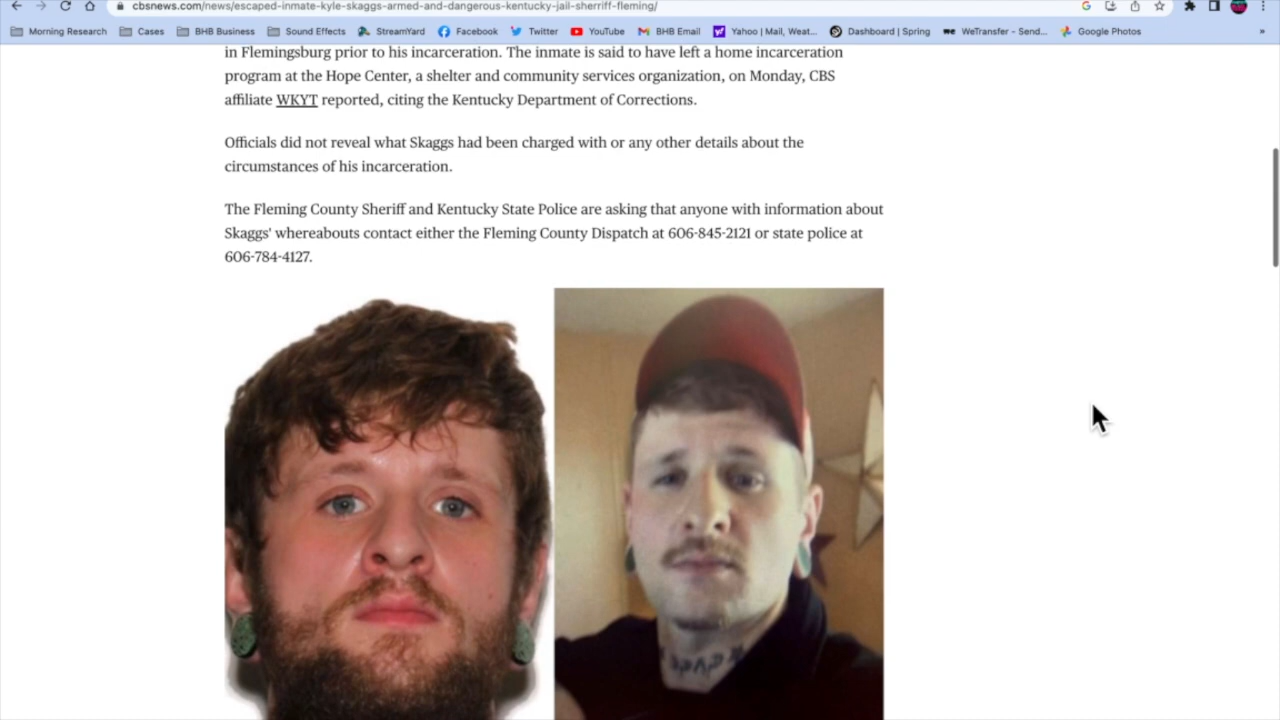 cbsnews.com/news/escaped-inmate-kyle-skaggs-armed-and-dangerous-kentucky-jail-sherriff-fleming/
Morning Research Cases BHB Business Sound Effects StreamYard Facebook Twitter YouTube BHB Email Yahoo | Mail, Weat... Dashboard | Spring WeTransfer - Send... Google Photos »
in Flemingsburg prior to his incarceration. The inmate is said to have left a home incarceration
program at the Hope Center, a shelter and community services organization, on Monday, CBS
affiliate WKYT reported, citing the Kentucky Department of Corrections.
Officials did not reveal what Skaggs had been charged with or any other details about the
circumstances of his incarceration.
The Fleming County Sheriff and Kentucky State Police are asking that anyone with information about
Skaggs' whereabouts contact either the Fleming County Dispatch at 606-845-2121 or state police at
606-784-4127.